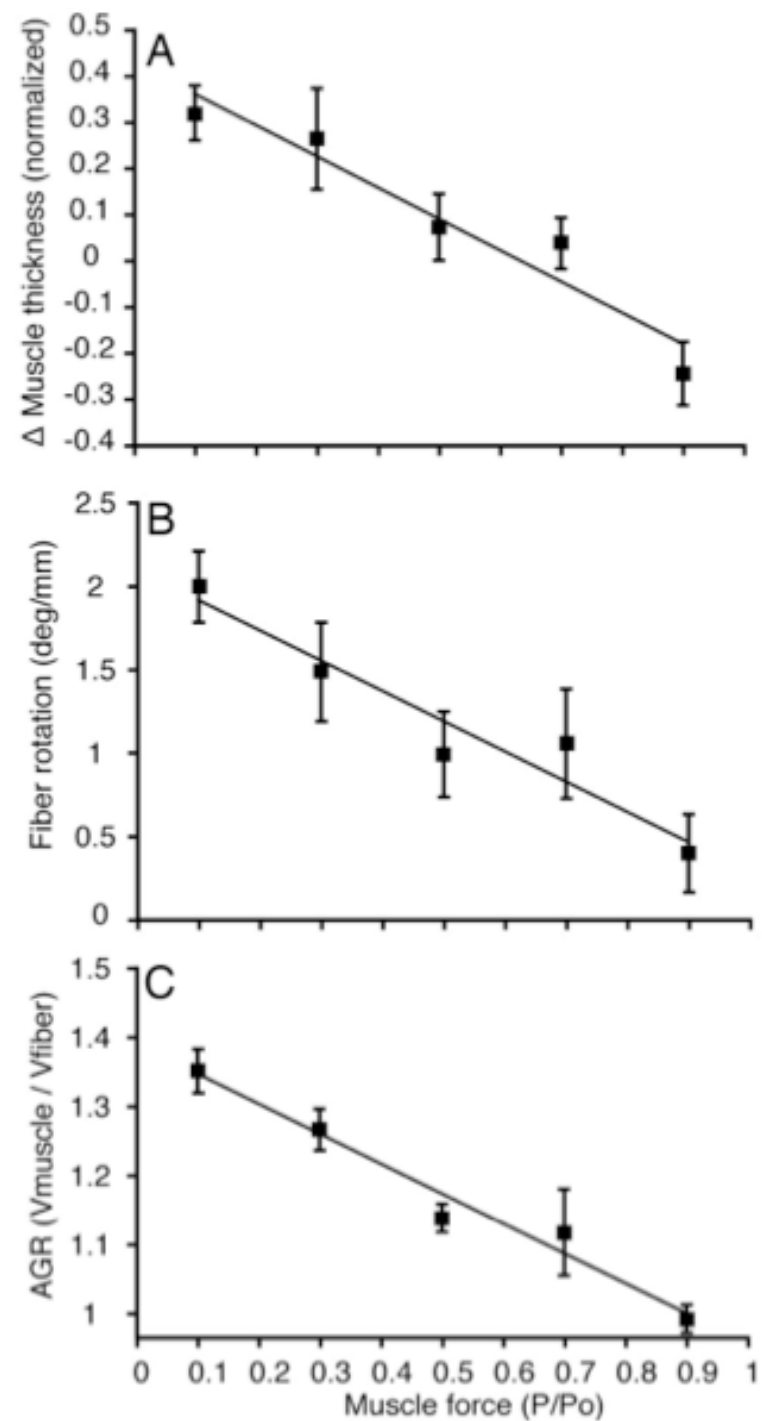 A
Δ Muscle thickness (normalized)
0.5
0.4
0.3
0.2
0.1
0
-0.1
-0.2
-0.3
-0.4
B
Fiber rotation (deg/mm)
2.5
2
1.5
1
0.5
0
C
AGR (Vmuscle / Vfiber)
1.5
1.4
1.3
1.2
1.1
1
0 0.1 0.2 0.3 0.4 0.5 0.6 0.7 0.8 0.9 1
Muscle force (P/Po)